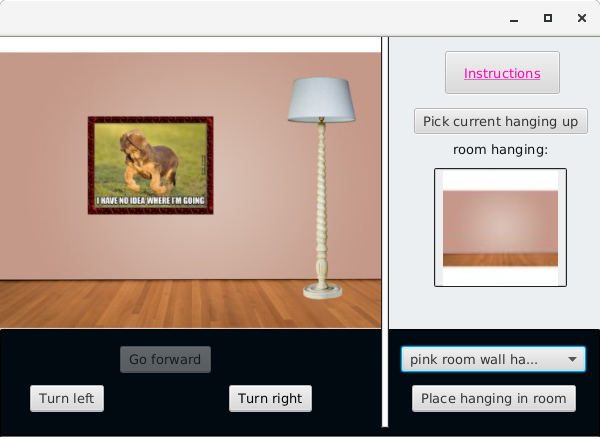 Instructions
Pick current hanging up
room hanging:
I HAVE NO IDEA WHERE I'M GOING
Go forward
pink room wall ha...
Turn left
Turn right
Place hanging in room